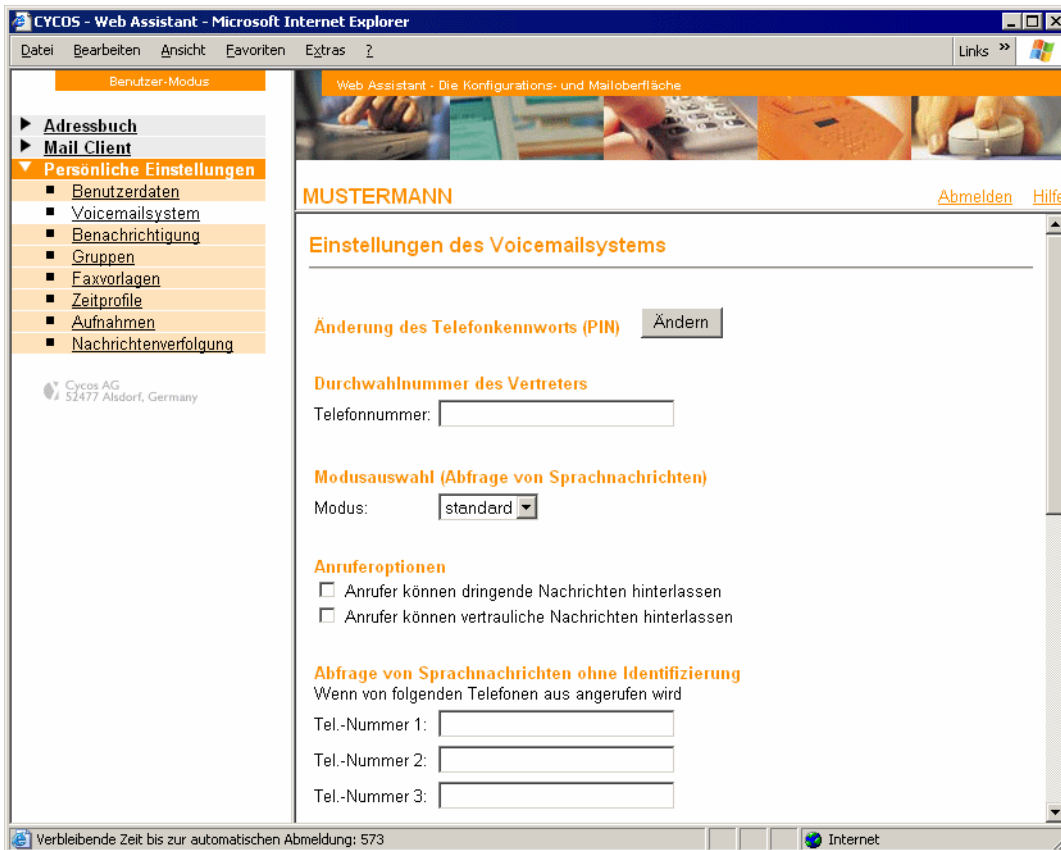 CYCOS - Web Assistant - Microsoft Internet Explorer
Datei Bearbeiten Ansicht Favoriten Extras ? Links »
Benutzer-Modus
Web Assistant - Die Konfigurations- und Mailoberfläche
Adressbuch
Mail Client
Persönliche Einstellungen
Benutzerdaten
Voicemailsystem
Benachrichtigung
Gruppen
Faxvorlagen
Zeitprofile
Aufnahmen
Nachrichtenverfolgung
Cycos AG
52477 Alsdorf, Germany
MUSTERMANN Abmelden Hilfe
Einstellungen des Voicemailsystems
Änderung des Telefonkennworts (PIN) Ändern
Durchwahlnummer des Vertreters
Telefonnummer:
Modusauswahl (Abfrage von Sprachnachrichten)
Modus: standard
Anruferoptionen
Anrufer können dringende Nachrichten hinterlassen
Anrufer können vertrauliche Nachrichten hinterlassen
Abfrage von Sprachnachrichten ohne Identifizierung
Wenn von folgenden Telefonen aus angerufen wird
Tel.-Nummer 1:
Tel.-Nummer 2:
Tel.-Nummer 3:
Verbleibende Zeit bis zur automatischen Abmeldung: 573 Internet